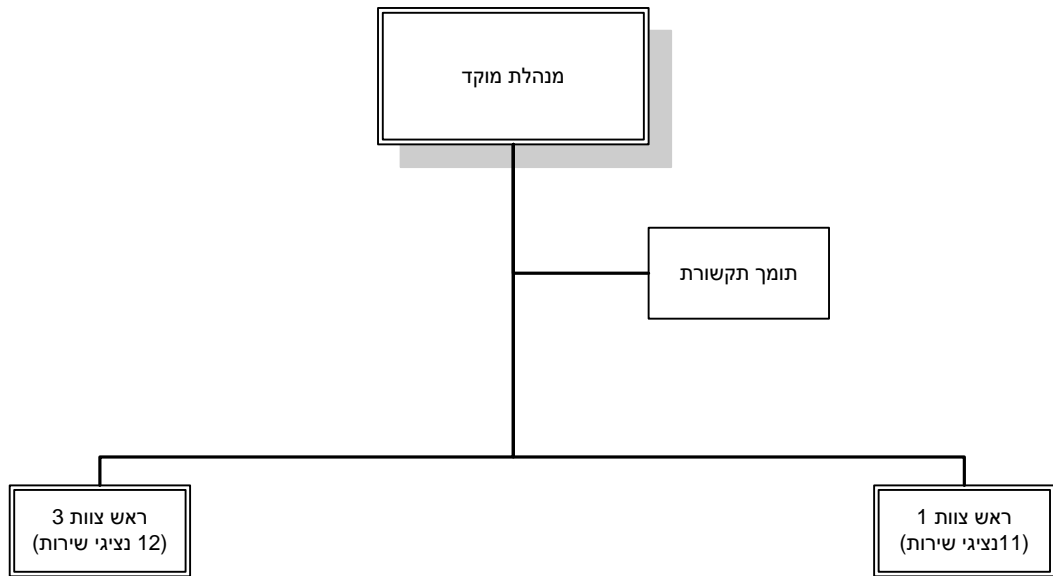 מנהלת מוקד
תומך תקשורת
ראש צוות 1
(11נציגי שירות)
ראש צוות 3
(12 נציגי שירות)